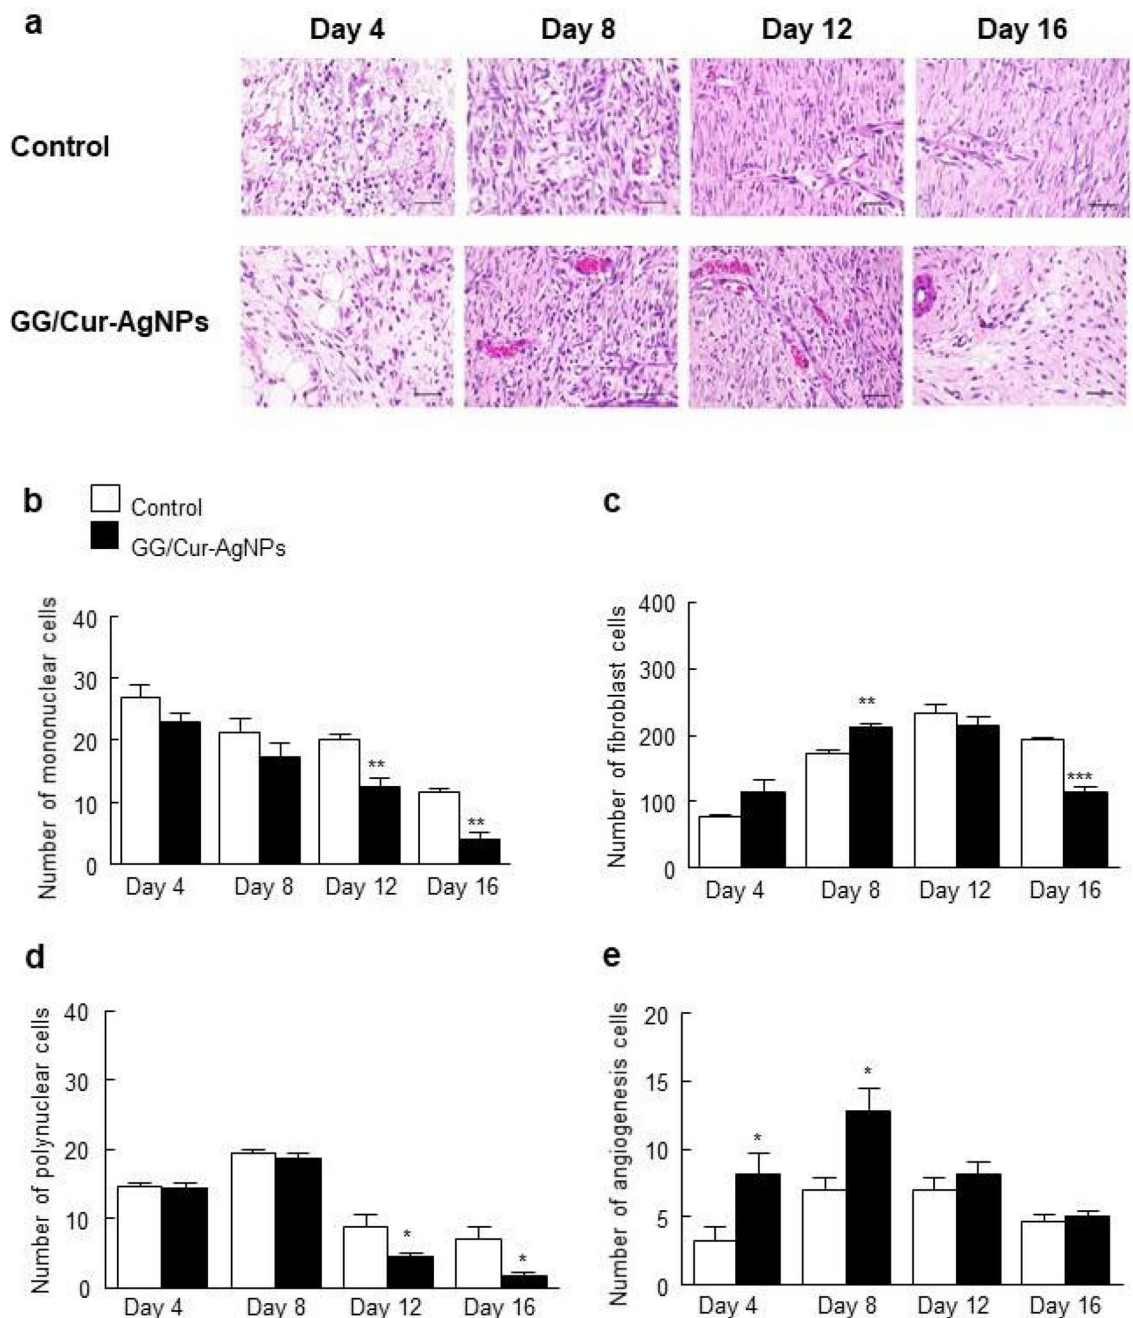 a
Day 4 Day 8 Day 12 Day 16
Control
GG/Cur-AgNPs
b
Control
GG/Cur-AgNPs
Number of mononuclear cells
40
30
20
10
0
**
**
Day 4 Day 8 Day 12 Day 16
c
Number of fibroblast cells
400
300
200
100
0
**
***
Day 4 Day 8 Day 12 Day 16
d
Number of polynuclear cells
40
30
20
10
0
*
*
Day 4 Day 8 Day 12 Day 16
e
Number of angiogenesis cells
20
15
10
5
0
*
*
Day 4 Day 8 Day 12 Day 16